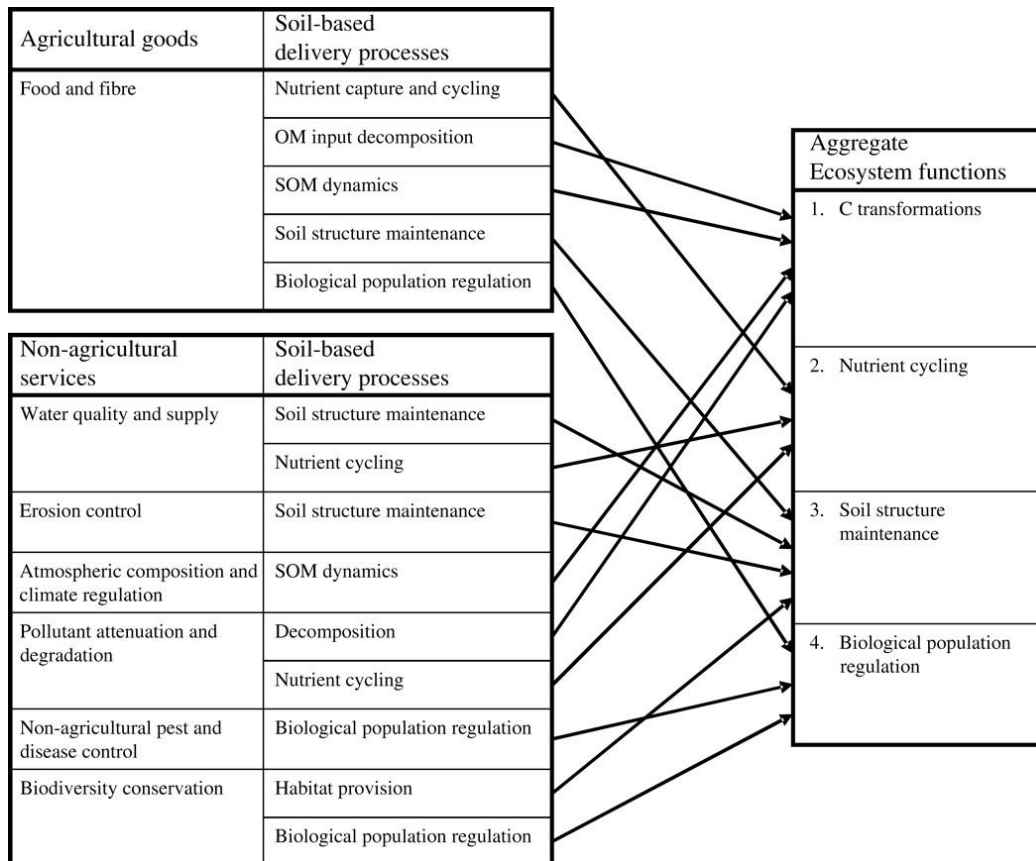 Agricultural goods
Soil-based
delivery processes
Food and fibre
Nutrient capture and cycling
OM input decomposition
SOM dynamics
Soil structure maintenance
Biological population regulation
Non-agricultural
services
Soil-based
delivery processes
Water quality and supply
Soil structure maintenance
Nutrient cycling
Erosion control
Soil structure maintenance
Atmospheric composition and
climate regulation
SOM dynamics
Pollutant attenuation and
degradation
Decomposition
Nutrient cycling
Non-agricultural pest and
disease control
Biological population regulation
Biodiversity conservation
Habitat provision
Biological population regulation
Aggregate
Ecosystem functions
1. C transformations
2. Nutrient cycling
3. Soil structure
maintenance
4. Biological population
regulation